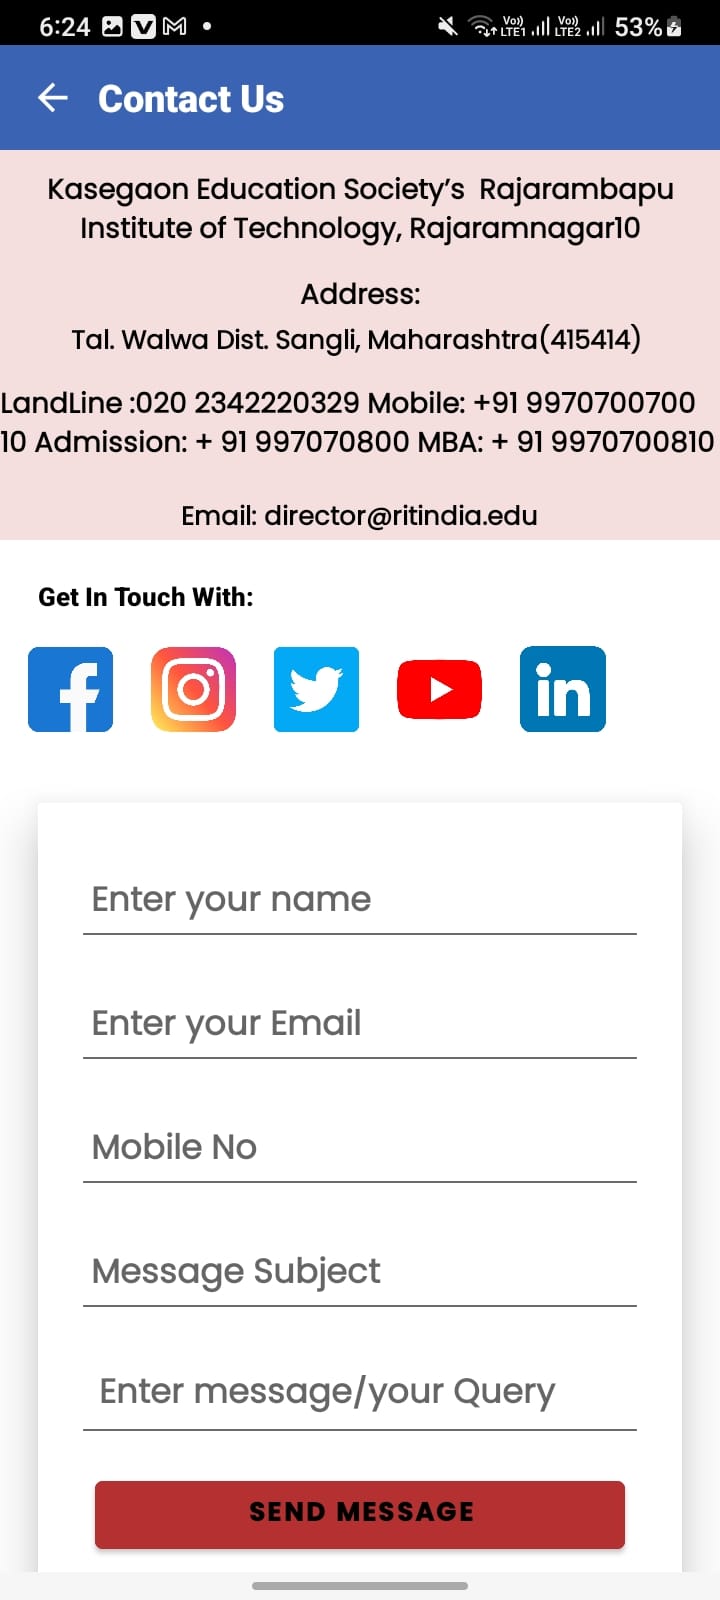 6:24 Vo) LTE1 Vo) LTE2 53%
Contact Us
Kasegaon Education Society's Rajarambapu
Institute of Technology, Rajaramnagar10
Address:
Tal. Walwa Dist. Sangli, Maharashtra(415414)
LandLine :020 2342220329 Mobile: +91 9970700700
10 Admission: + 91 997070800 MBA: + 91 9970700810
Email: director@ritindia.edu
Get In Touch With:
Enter your name
Enter your Email
Mobile No
Message Subject
Enter message/your Query
SEND MESSAGE